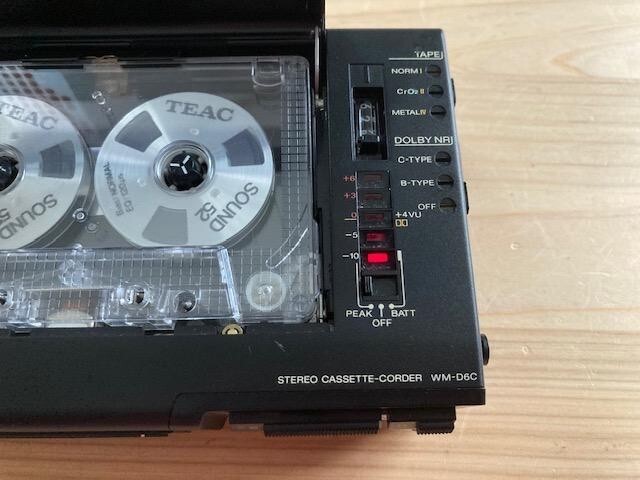 TAPE
NORM I
CrO2 II
METAL IV
DOLBY NR
C-TYPE
B-TYPE
OFF
+6
+3
0
+4VU
-5
-10
PEAK
BATT
OFF
STEREO CASSETTE-CORDER WM-D6C
TEAC
SOUND
52
TEAC
SOUND